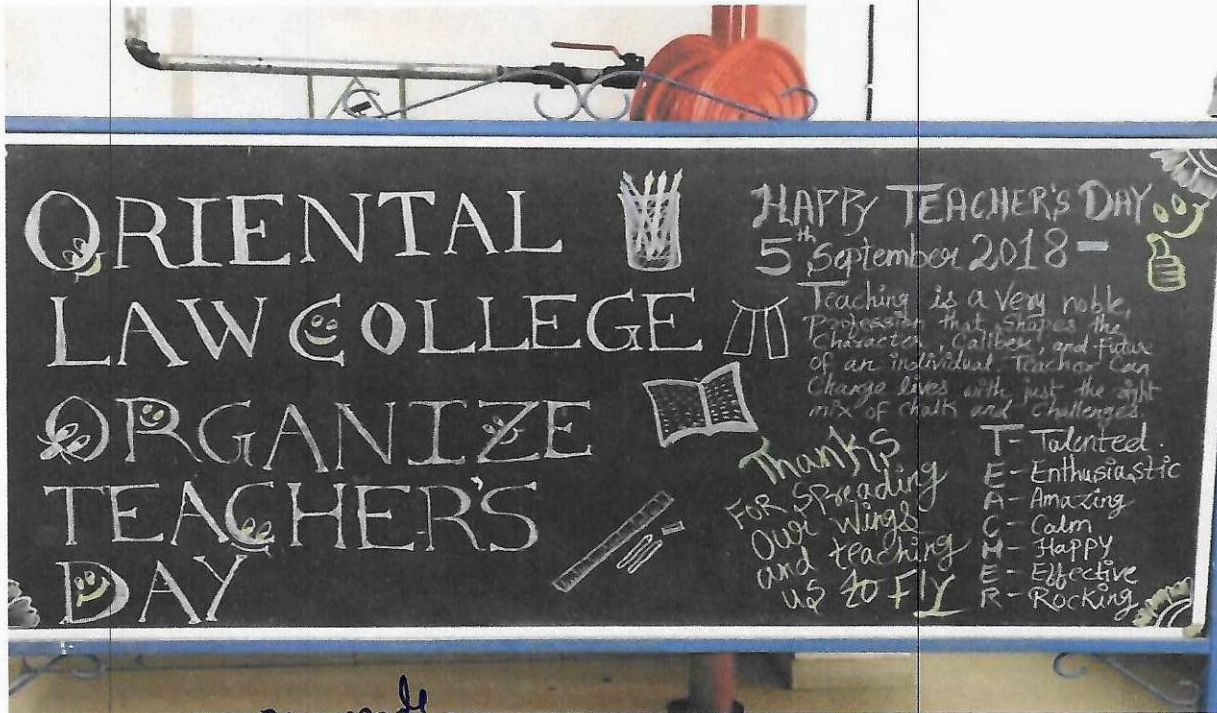 ORIENTAL
LAW COLLEGE
ORGANIZE
TEACHER'S
DAY
HAPPY TEACHER'S DAY
5th September 2018 -
Teaching is a very noble,
Profession that, Shapes the
Character, Caliber, and future
of an individual. Teacher Can
Change lives with just the right
mix of chalk and challenges.
Thanks
FOR Spreading
Our Wings
and teaching
us to FLY
T - Talented.
E - Enthusiastic
A - Amazing
C - Calm
H - Happy
E - Effective
R - Rocking